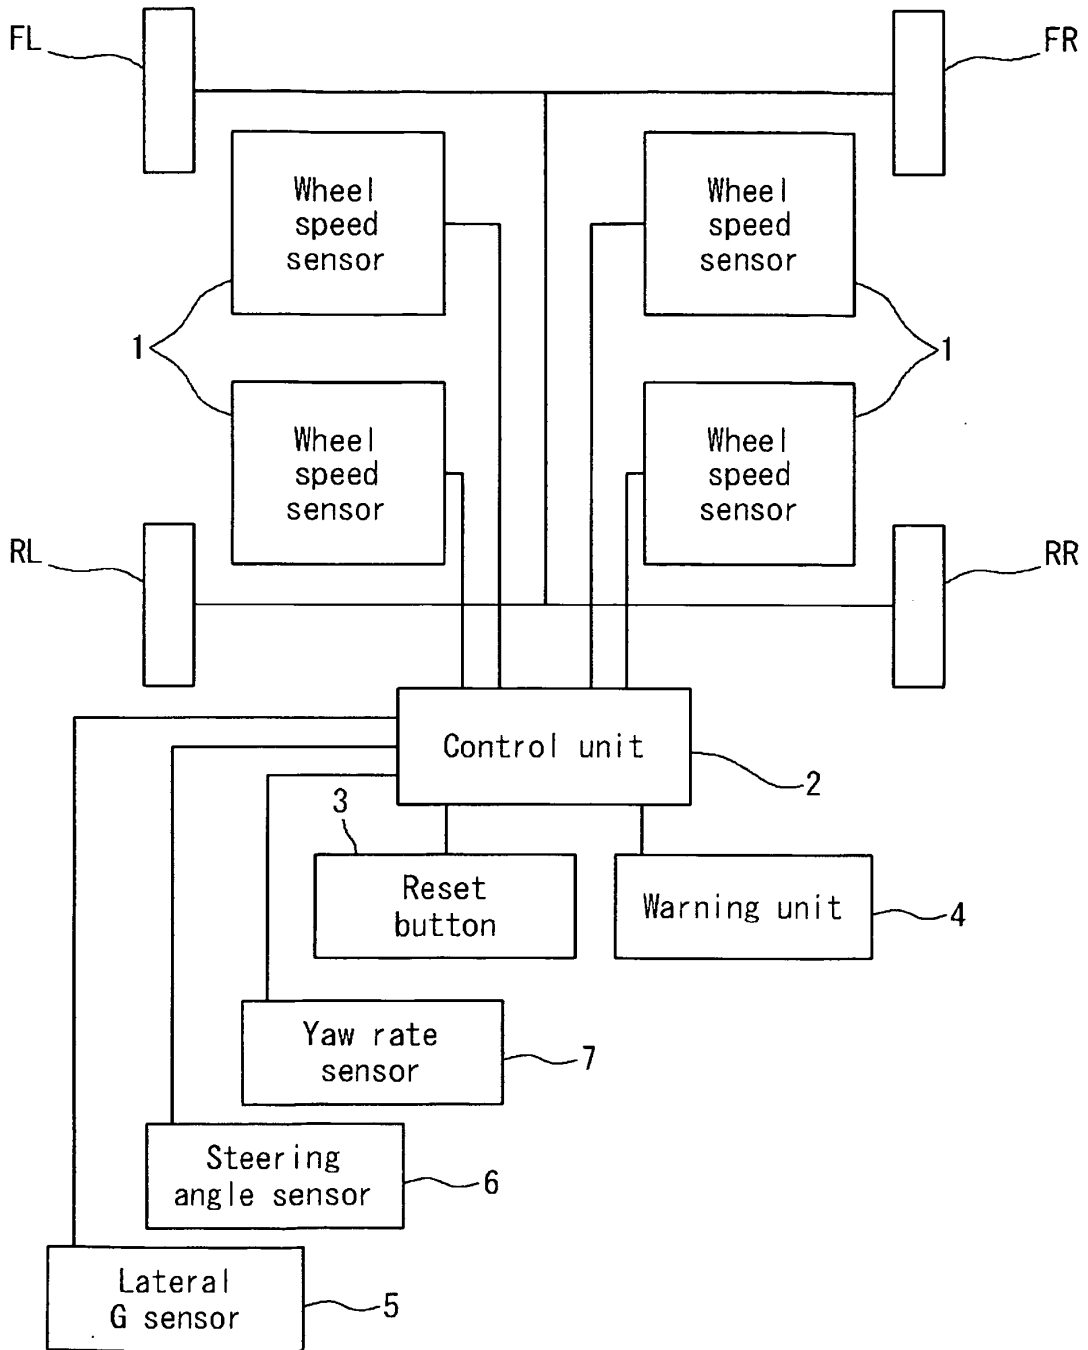 FL
FR
Wheel
speed
sensor
Wheel
speed
sensor
1
1
Wheel
speed
sensor
Wheel
speed
sensor
RL
RR
Control unit
2
3
Reset
button
Warning unit
4
Yaw rate
sensor
7
Steering
angle sensor
6
Lateral
G sensor
5